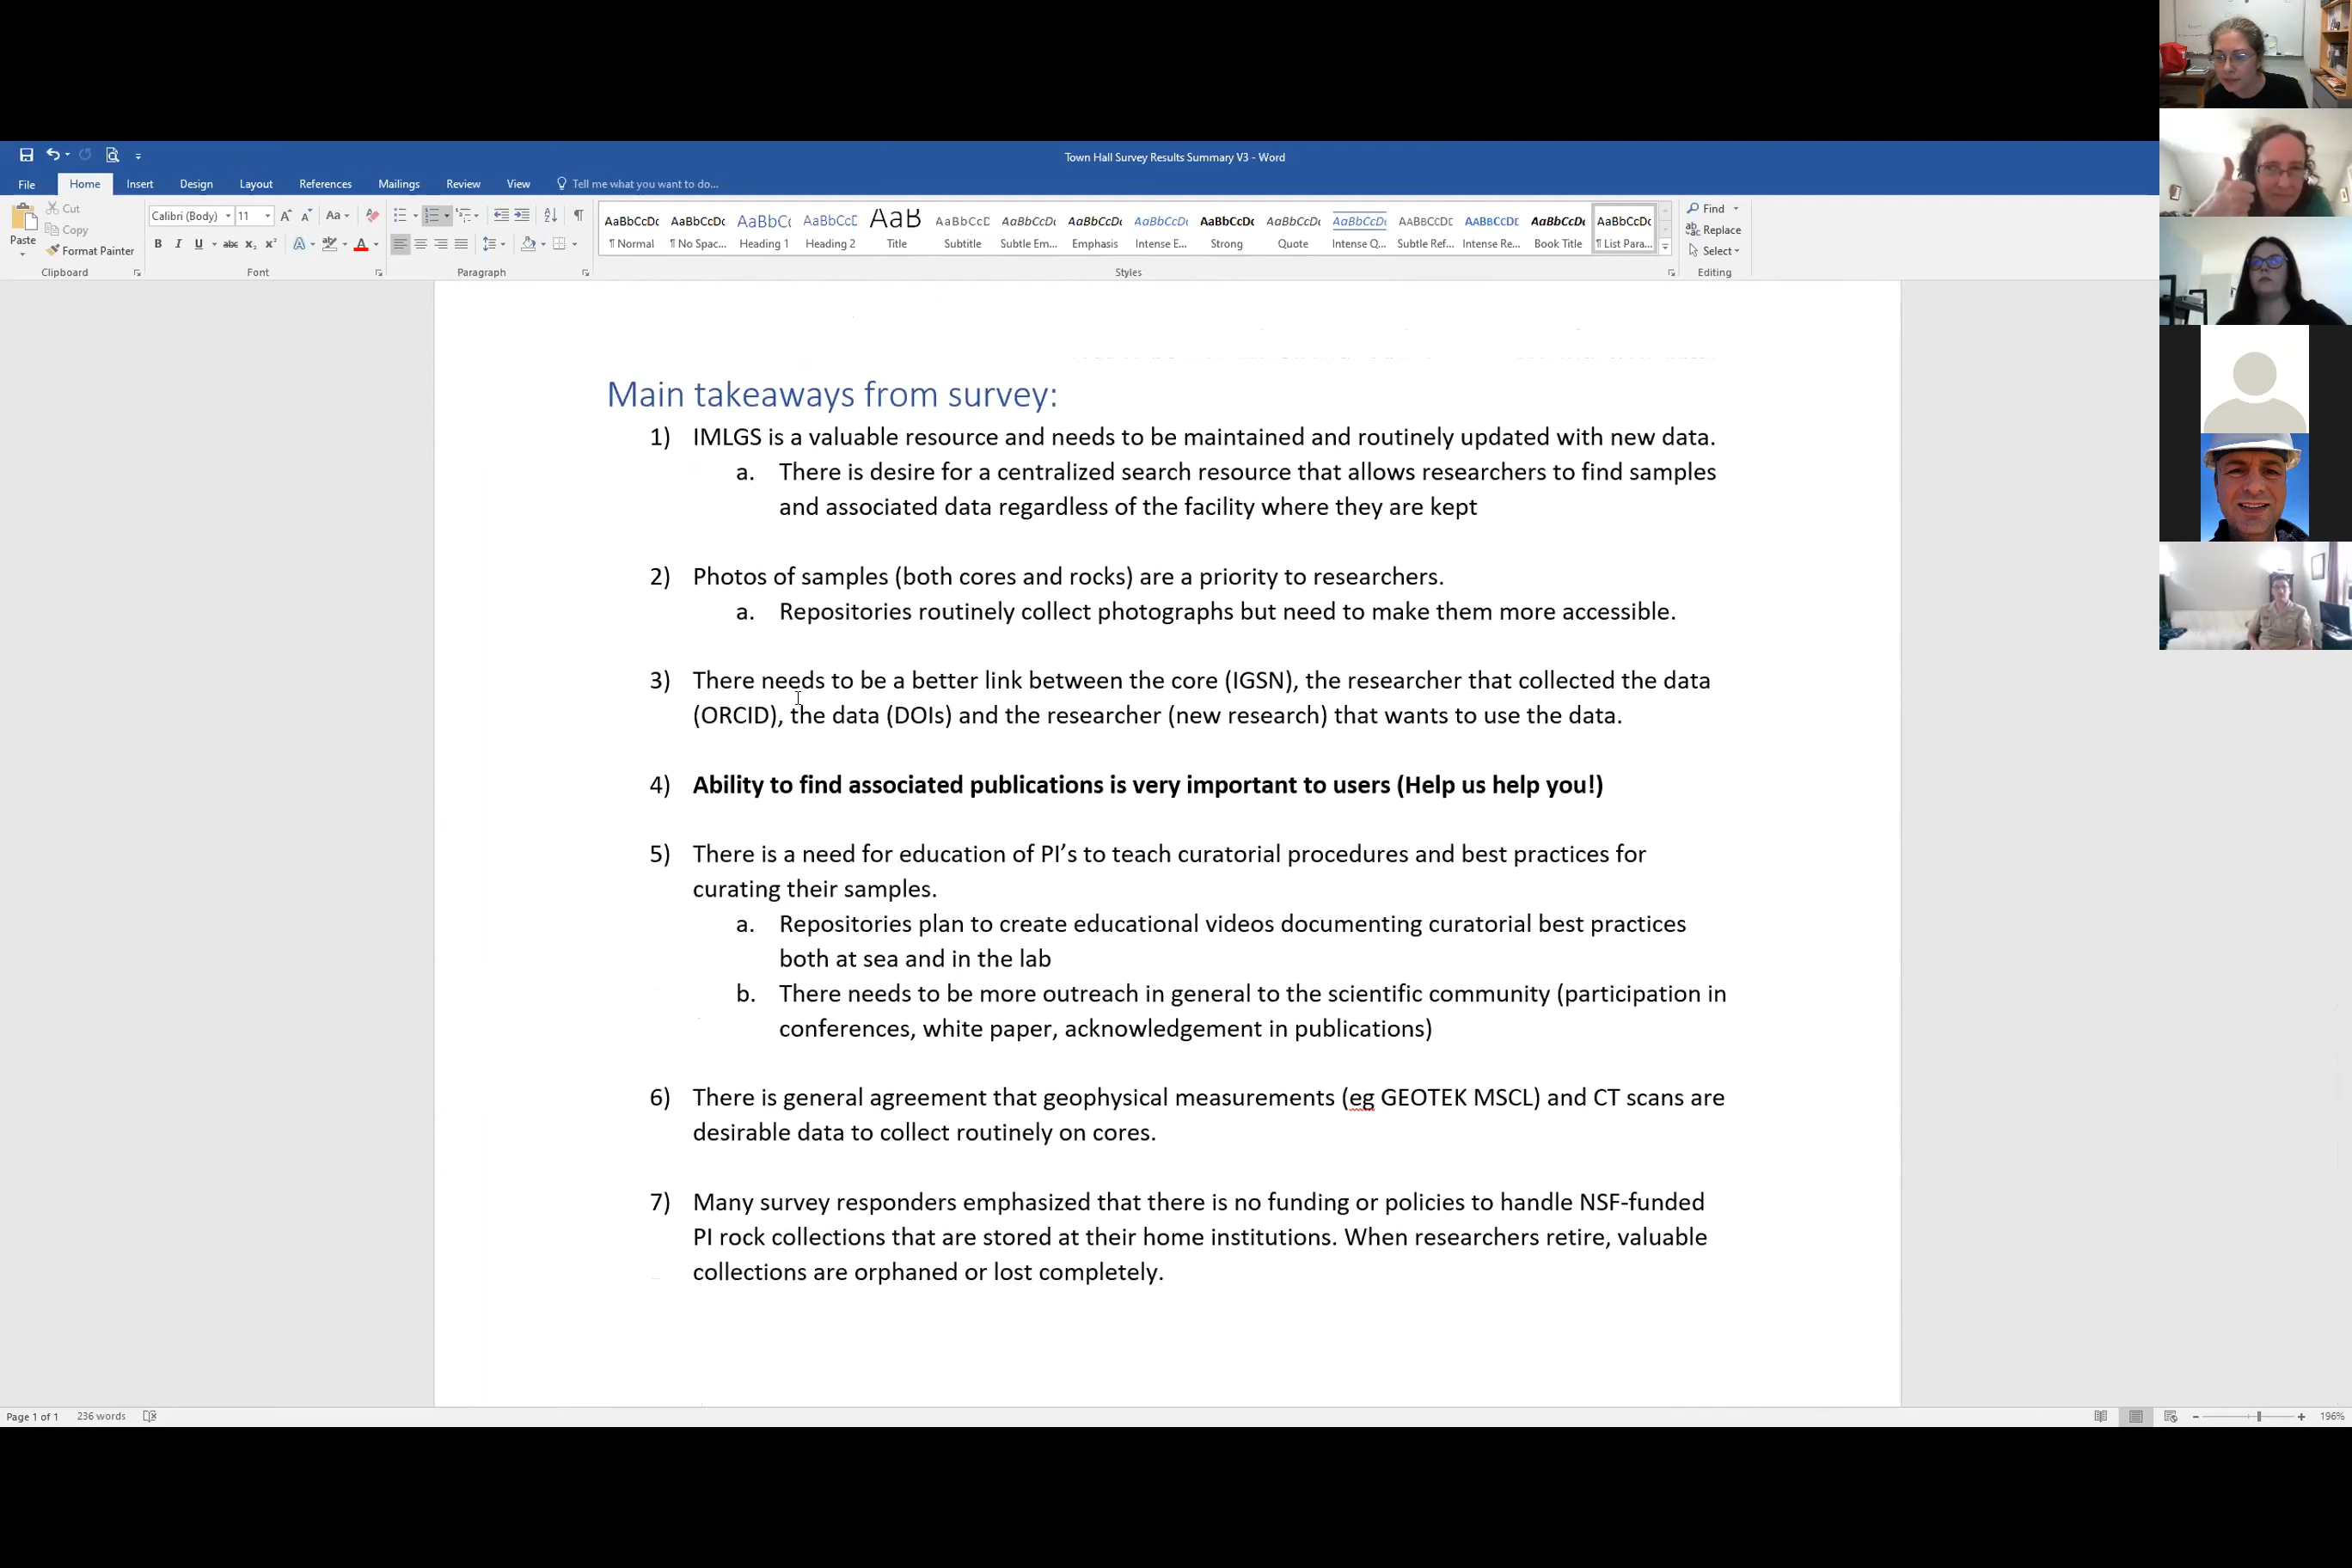 Town Hall Survey Results Summary V3 - Word
File Home Insert Design Layout References Mailings Review View Tell me what you want to do...
Cut
Copy
Paste
Format Painter
Calibri (Body) 11
AaBbCcDc AaBbCcDc AaBbC( AaBbCcD AaB AaBbCcD AaBbCcDc AaBbCcDc AaBbCcDc AaBbCcDc AaBbCcDc AaBbCcDc AABBCCDE AABBCCDE AaBbCcDc AaBbCcDc
¶ Normal ¶ No Spac... Heading 1 Heading 2 Title Subtitle Subtle Em... Emphasis Intense E... Strong Quote Intense Q... Subtle Ref... Intense Re... Book Title ¶ List Para...
Find
Replace
Select
Clipboard Font Paragraph Styles Editing
Main takeaways from survey:
1) IMLGS is a valuable resource and needs to be maintained and routinely updated with new data.
a. There is desire for a centralized search resource that allows researchers to find samples
and associated data regardless of the facility where they are kept
2) Photos of samples (both cores and rocks) are a priority to researchers.
a. Repositories routinely collect photographs but need to make them more accessible.
3) There needs to be a better link between the core (IGSN), the researcher that collected the data
(ORCID), the data (DOIs) and the researcher (new research) that wants to use the data.
4) Ability to find associated publications is very important to users (Help us help you!)
5) There is a need for education of PI’s to teach curatorial procedures and best practices for
curating their samples.
a. Repositories plan to create educational videos documenting curatorial best practices
both at sea and in the lab
b. There needs to be more outreach in general to the scientific community (participation in
conferences, white paper, acknowledgement in publications)
6) There is general agreement that geophysical measurements (eg GEOTEK MSCL) and CT scans are
desirable data to collect routinely on cores.
7) Many survey responders emphasized that there is no funding or policies to handle NSF-funded
PI rock collections that are stored at their home institutions. When researchers retire, valuable
collections are orphaned or lost completely.
Page 1 of 1 236 words 196%